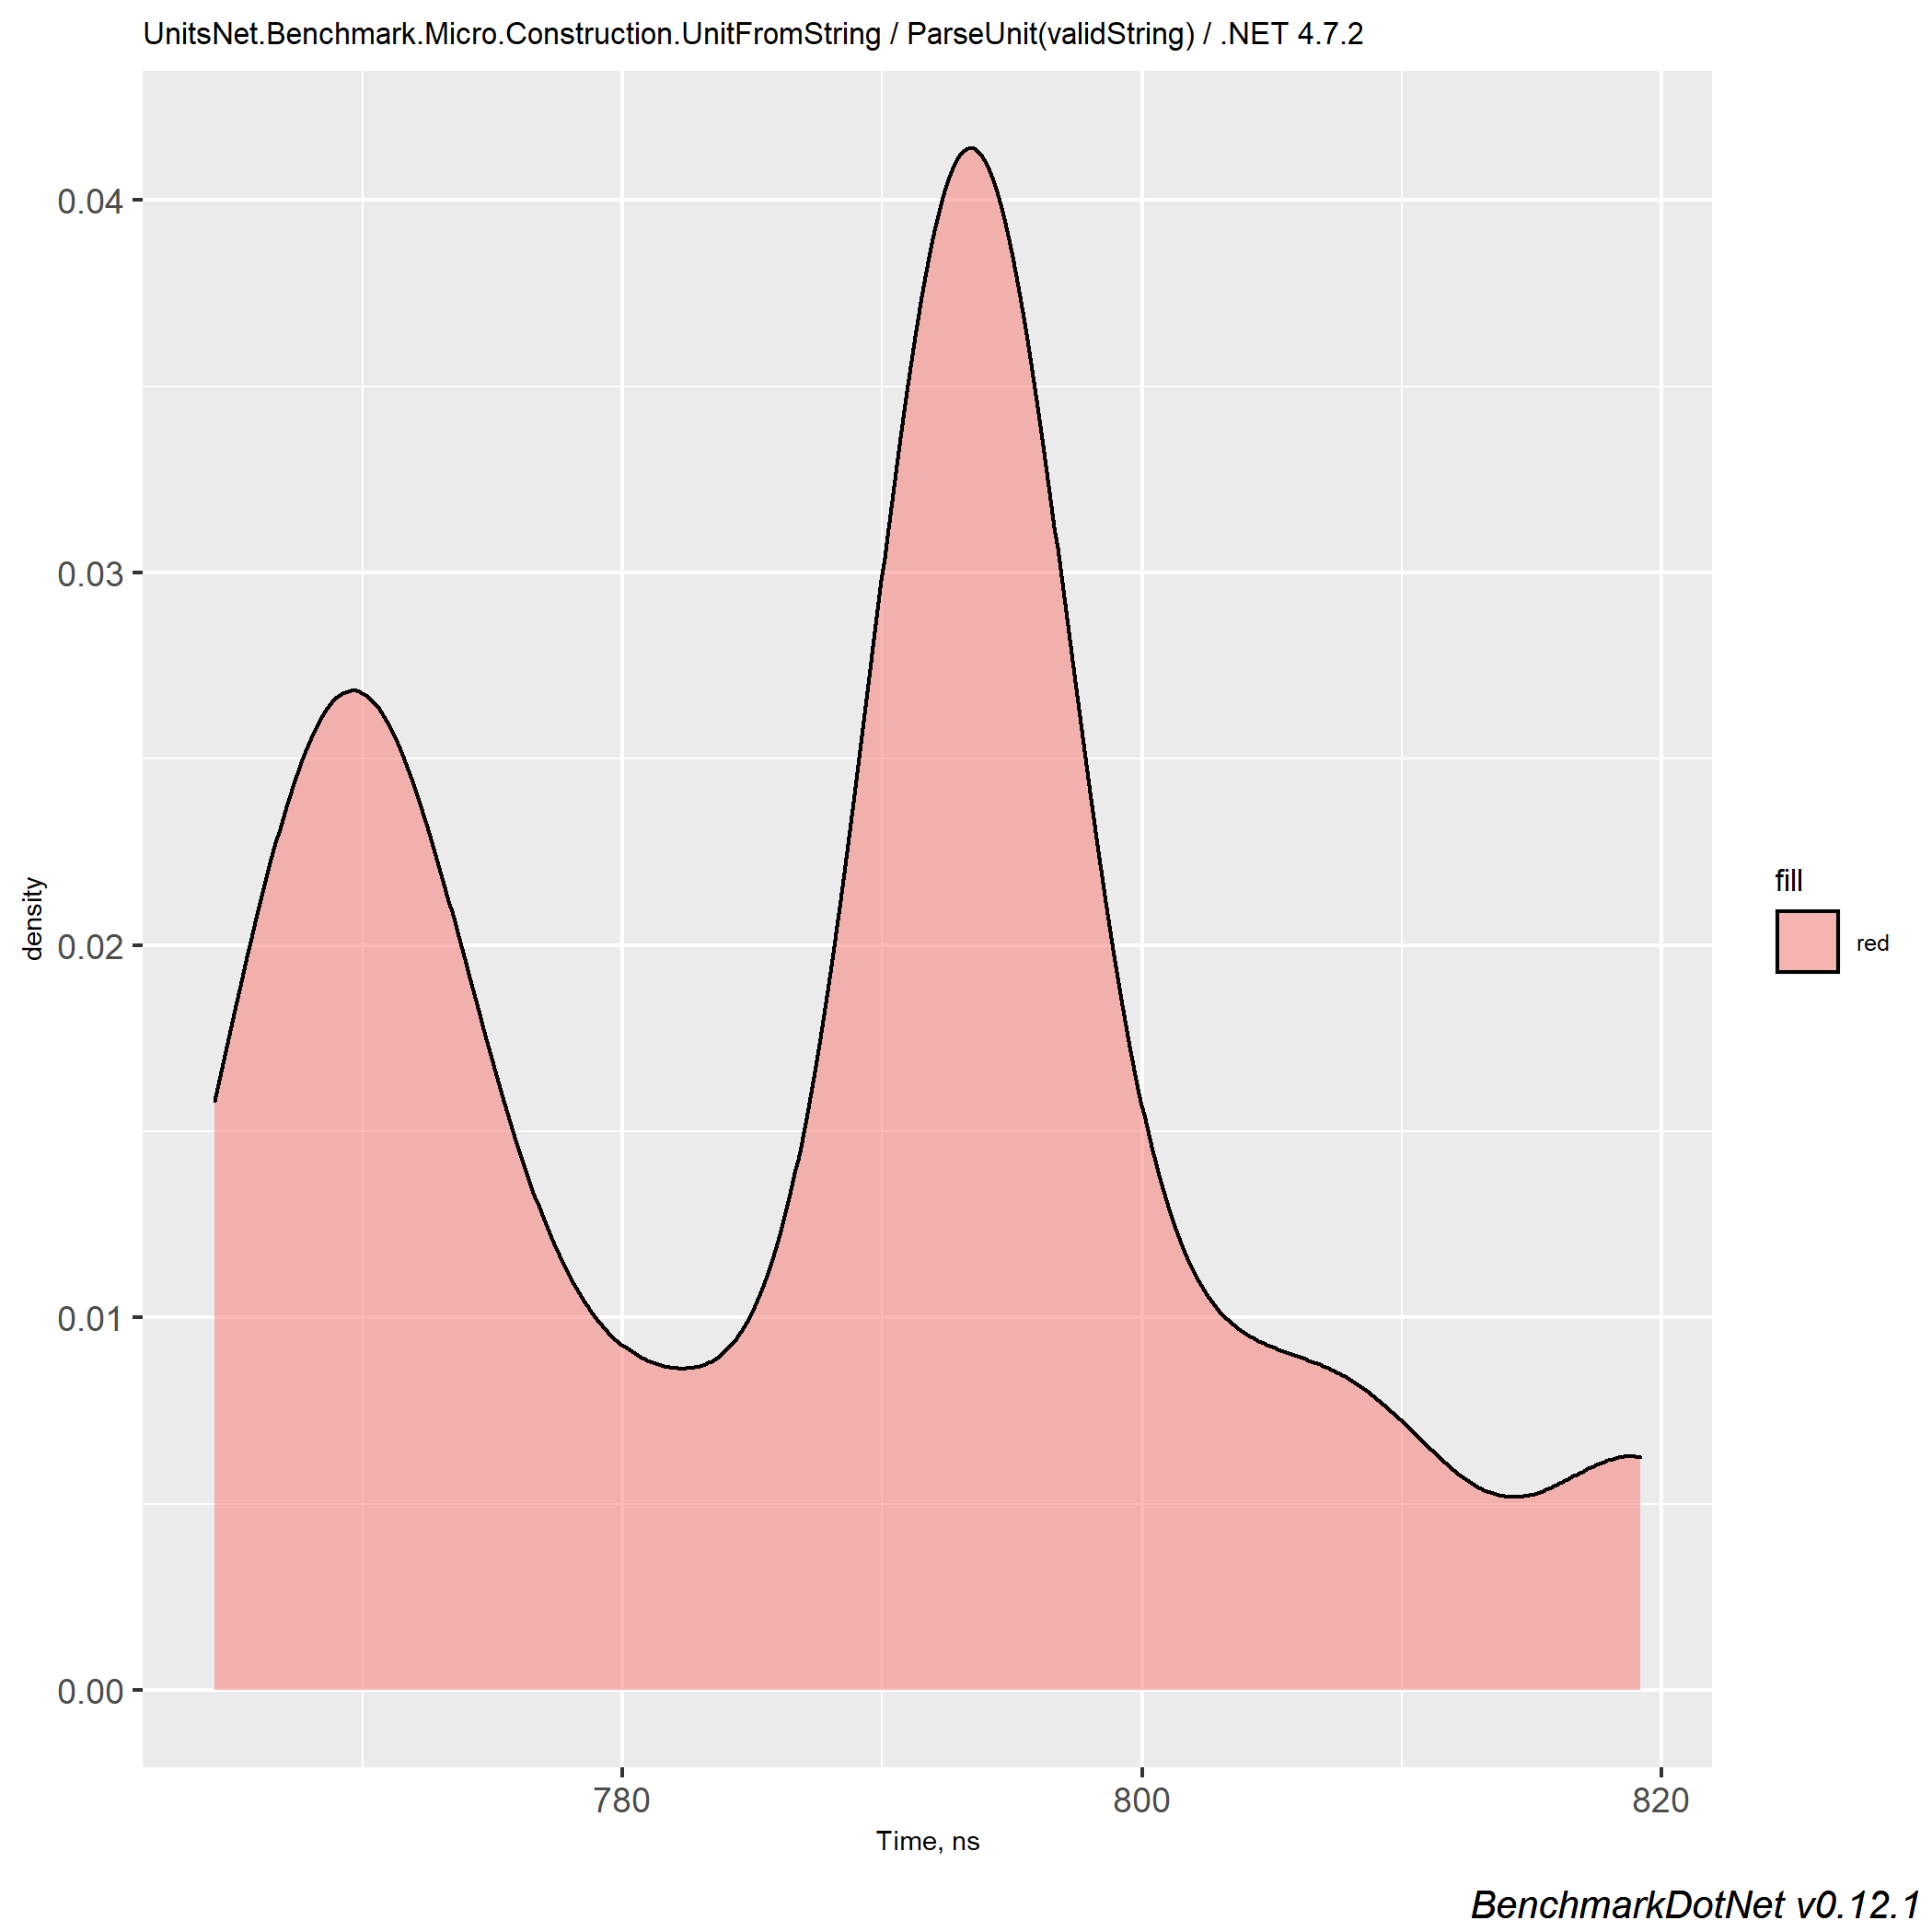 UnitsNet.Benchmark.Micro.Construction.UnitFromString / ParseUnit(validString) / .NET 4.7.2
0.04
0.03
0.02
0.01
0.00
density
780
800
820
Time, ns
fill
red
BenchmarkDotNet v0.12.1